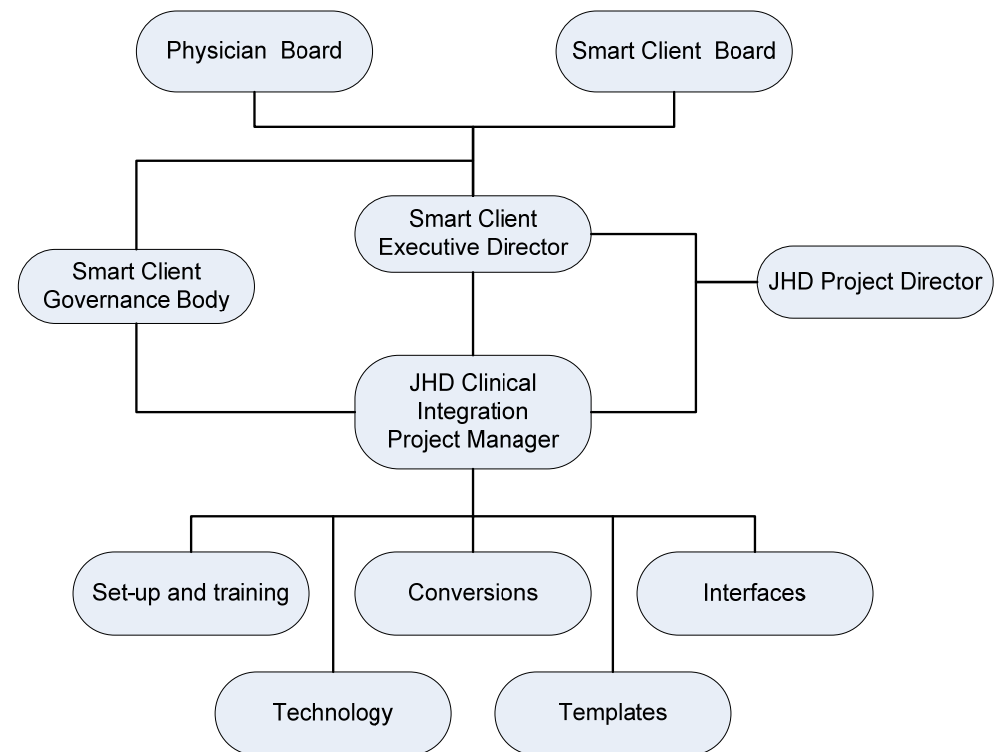 Physician Board
Smart Client Board
Smart Client
Executive Director
Smart Client
Governance Body
JHD Project Director
JHD Clinical
Integration
Project Manager
Set-up and training
Conversions
Interfaces
Technology
Templates